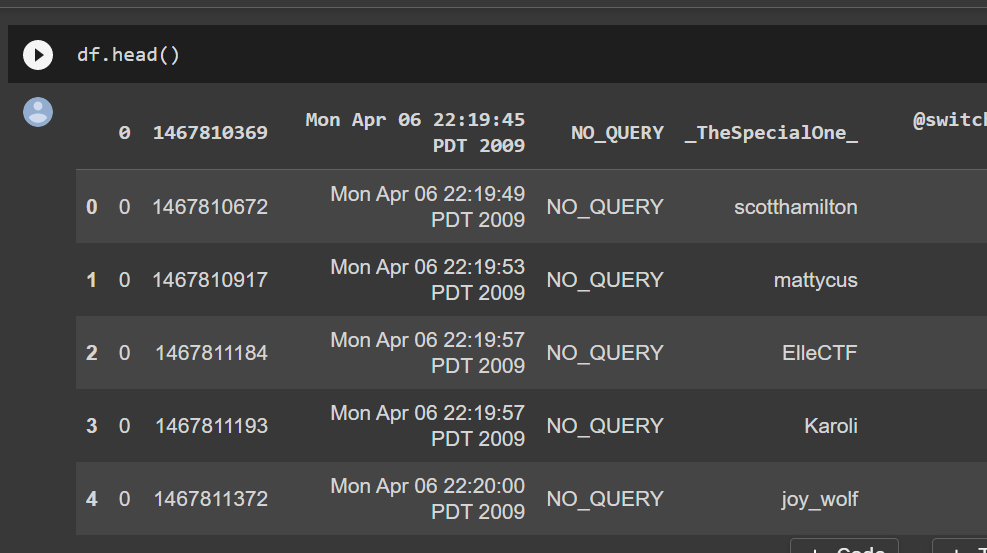 df.head()
0 1467810369 Mon Apr 06 22:19:45 PDT 2009 NO_QUERY _TheSpecialOne_ @switch
0 0 1467810672 Mon Apr 06 22:19:49 PDT 2009 NO_QUERY scotthamilton
1 0 1467810917 Mon Apr 06 22:19:53 PDT 2009 NO_QUERY mattycus
2 0 1467811184 Mon Apr 06 22:19:57 PDT 2009 NO_QUERY ElleCTF
3 0 1467811193 Mon Apr 06 22:19:57 PDT 2009 NO_QUERY Karoli
4 0 1467811372 Mon Apr 06 22:20:00 PDT 2009 NO_QUERY joy_wolf
+ Code